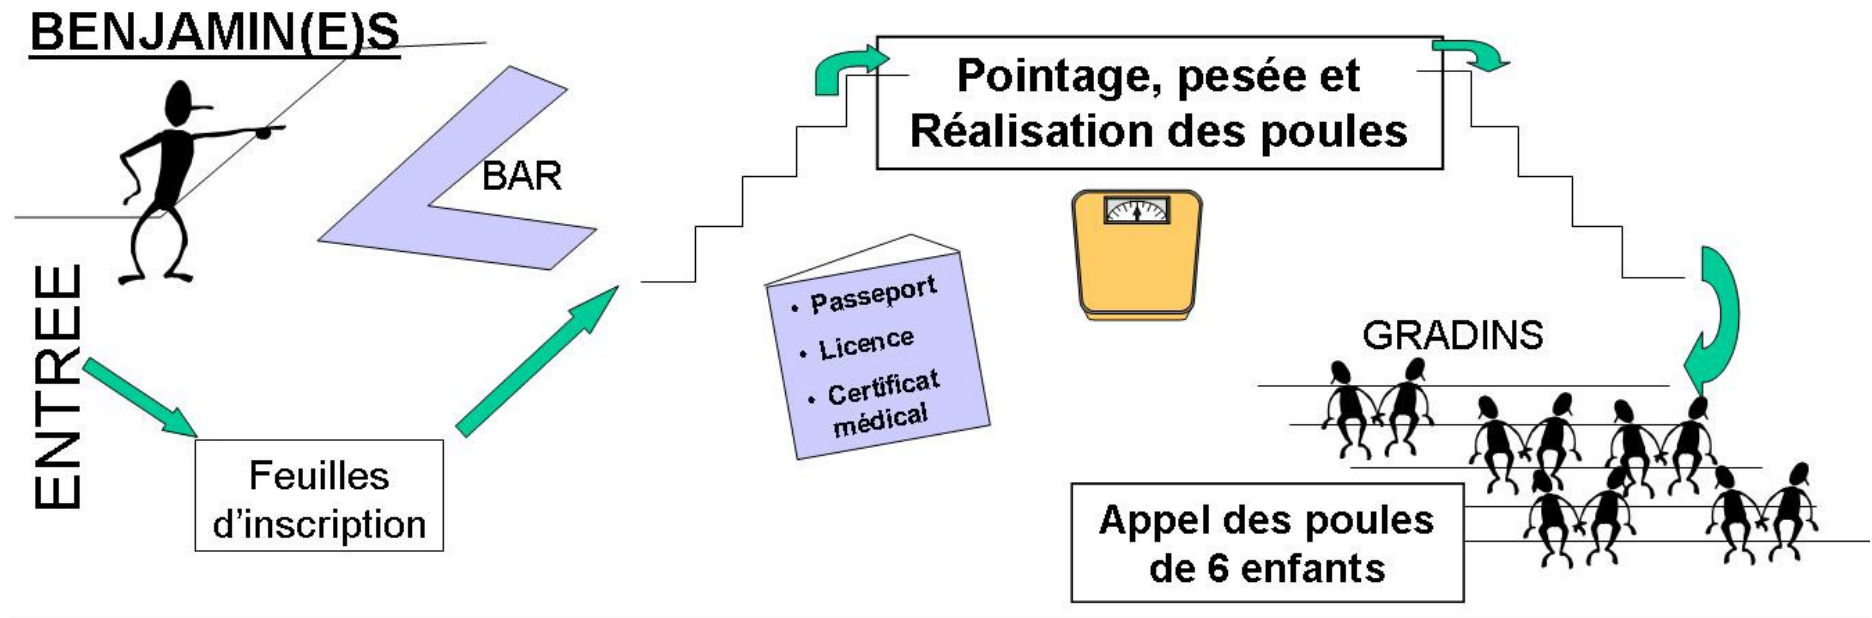 BENJAMIN(E)S
ENTREE
Feuilles
d’inscription
BAR
Pointage, pesée et
Réalisation des poules
• Passeport
• Licence
• Certificat
médical
GRADINS
Appel des poules
de 6 enfants